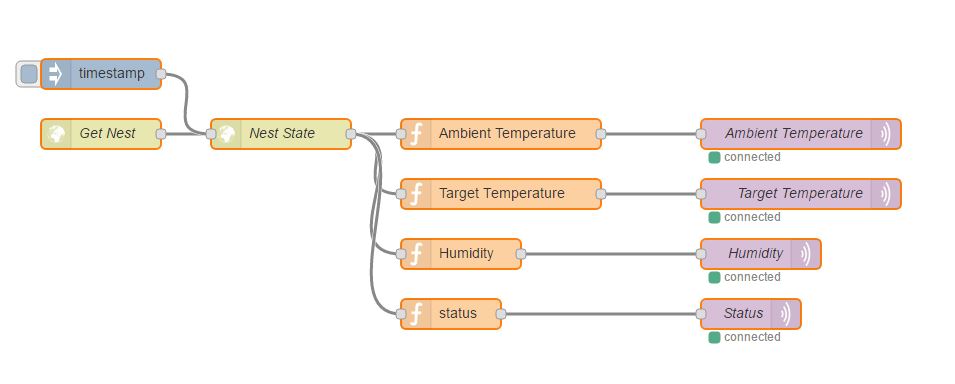 timestamp
Get Nest
Nest State
Ambient Temperature
Ambient Temperature
connected
Target Temperature
Target Temperature
connected
Humidity
Humidity
connected
status
Status
connected